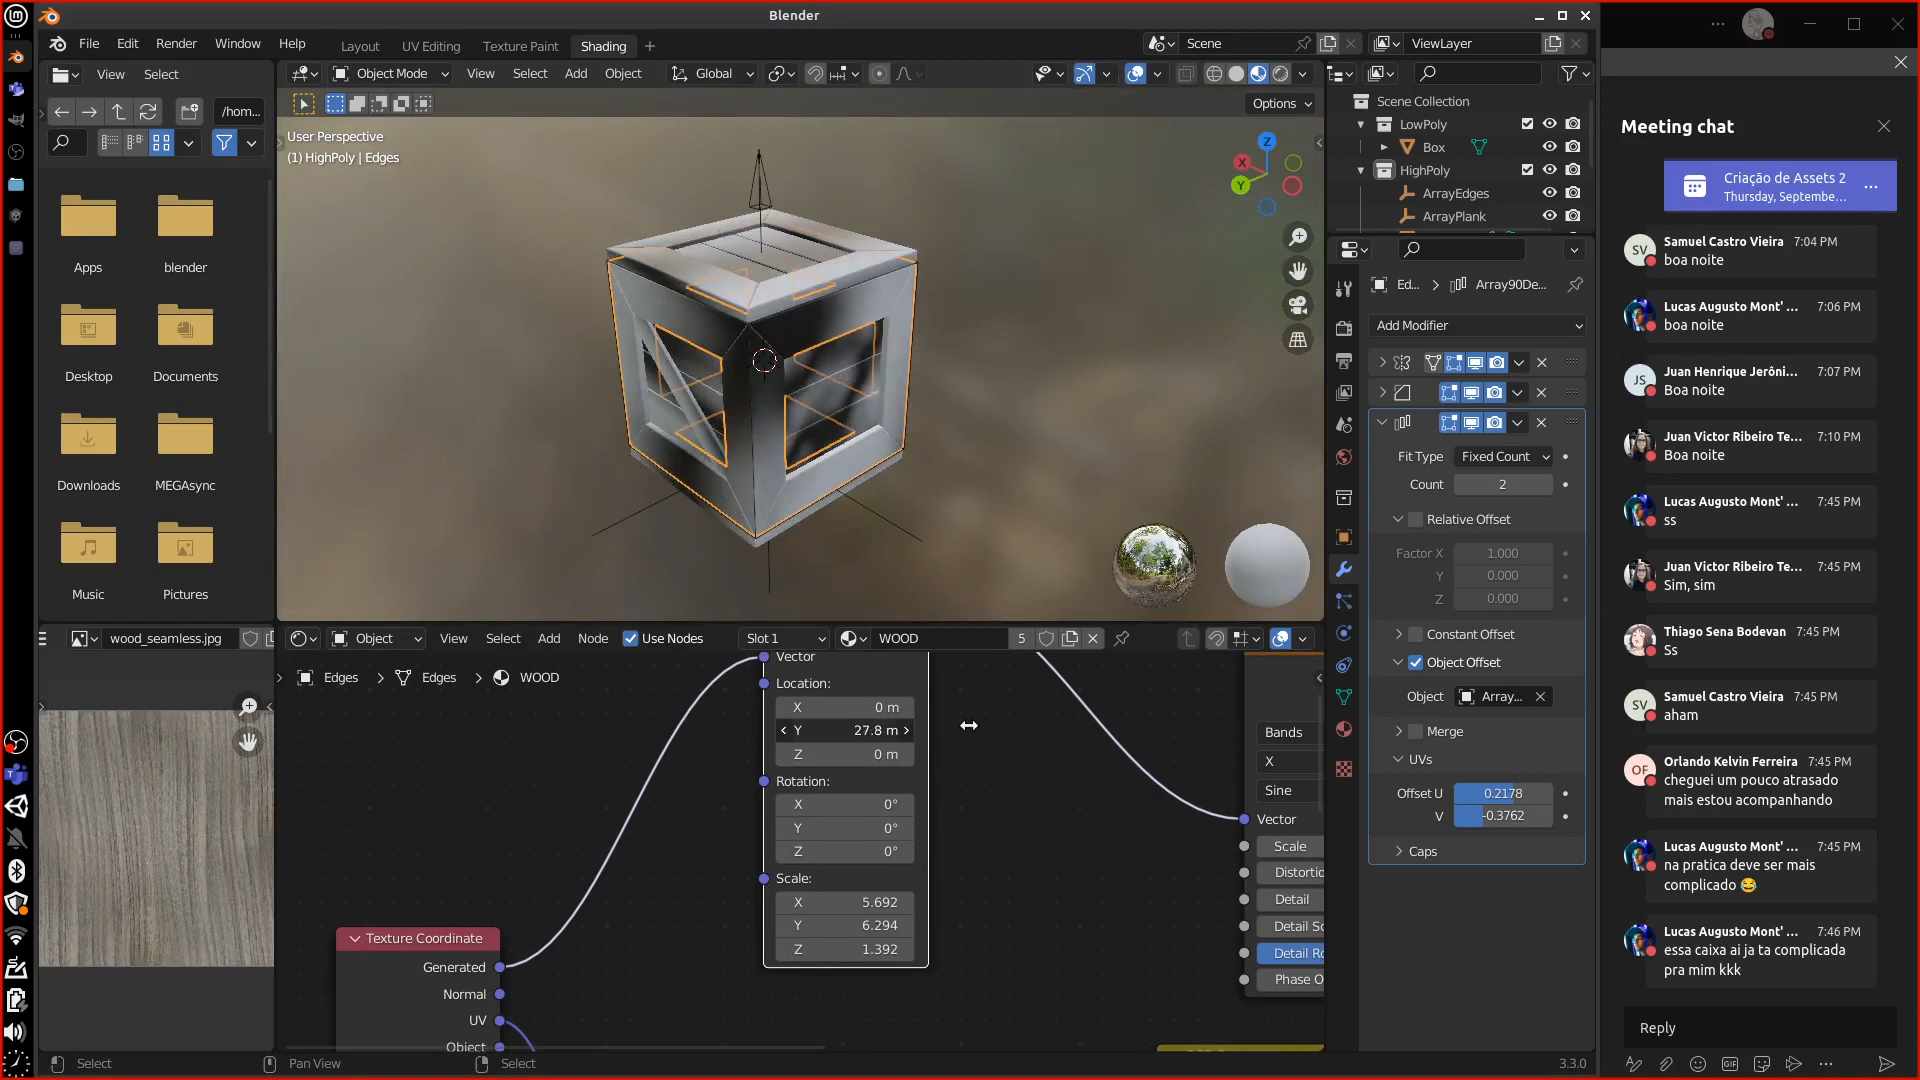 Blender
File Edit Render Window Help
Layout UV Editing Texture Paint Shading
Scene
ViewLayer
View Select
Object Mode
View Select Add Object
Global
/hom...
Options
User Perspective
(1) HighPoly | Edges
Z
X
Y
Apps
blender
Desktop
Documents
Downloads
MEGAsync
Music
Pictures
Scene Collection
LowPoly
Box
HighPoly
ArrayEdges
ArrayPlank
Ed... > Array90De...
Add Modifier
Fit Type Fixed Count
Count 2
Relative Offset
Factor X 1.000
Y 0.000
Z 0.000
Constant Offset
Object Offset
Object Array...
Merge
UVs
Offset U 0.2178
V -0.3762
Caps
wood_seamless.jpg
Object
View Select Add Node Use Nodes
Slot 1
WOOD 5
Edges > Edges > WOOD
Vector
Location:
X 0 m
Y 27.8 m
Z 0 m
Rotation:
X 0°
Y 0°
Z 0°
Scale:
X 5.692
Y 6.294
Z 1.392
Texture Coordinate
Generated
Normal
UV
Object
Bands
X
Sine
Vector
Scale
Distortio
Detail
Detail Sc
Detail Ro
Phase O
Select
Pan View
Select
3.3.0
Meeting chat
Criação de Assets 2
Thursday, Septembe...
SV Samuel Castro Vieira 7:04 PM
boa noite
Lucas Augusto Mont' ... 7:06 PM
boa noite
JS Juan Henrique Jerôni... 7:07 PM
Boa noite
Juan Victor Ribeiro Te... 7:10 PM
Boa noite
Lucas Augusto Mont' ... 7:45 PM
ss
Juan Victor Ribeiro Te... 7:45 PM
Sim, sim
Thiago Sena Bodevan 7:45 PM
Ss
SV Samuel Castro Vieira 7:45 PM
aham
OF Orlando Kelvin Ferreira 7:45 PM
cheguei um pouco atrasado
mais estou acompanhando
Lucas Augusto Mont' ... 7:45 PM
na pratica deve ser mais
complicado 😂
Lucas Augusto Mont' ... 7:46 PM
essa caixa ai ja ta complicada
pra mim kkk
Reply
GIF